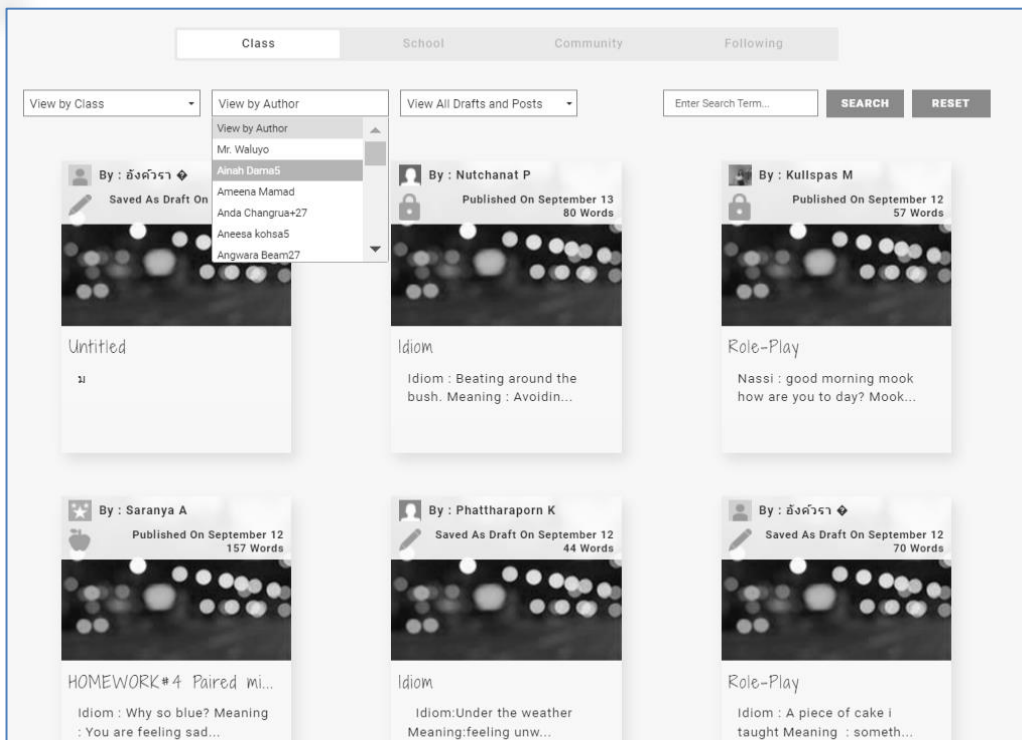 Class School Community Following
View by Class View by Author View All Drafts and Posts Enter Search Term... SEARCH RESET
View by Author
Mr. Waluyo
Ainah Dama5
Ameena Mamad
Anda Changrua+27
Aneesa kohsa5
Angwara Beam27
By : อังศ์วรา �
Saved As Draft On
Untitled
ม
By : Nutchanat P
Published On September 13
80 Words
Idiom
Idiom : Beating around the
bush. Meaning : Avoidin...
By : Kullspas M
Published On September 12
57 Words
Role-Play
Nassi : good morning mook
how are you to day? Mook...
By : Saranya A
Published On September 12
157 Words
HOMEWORK#4 Paired mi...
Idiom : Why so blue? Meaning
: You are feeling sad...
By : Phattharaporn K
Saved As Draft On September 12
44 Words
Idiom
Idiom:Under the weather
Meaning:feeling unw...
By : อังศ์วรา �
Saved As Draft On September 12
70 Words
Role-Play
Idiom : A piece of cake i
taught Meaning : someth...